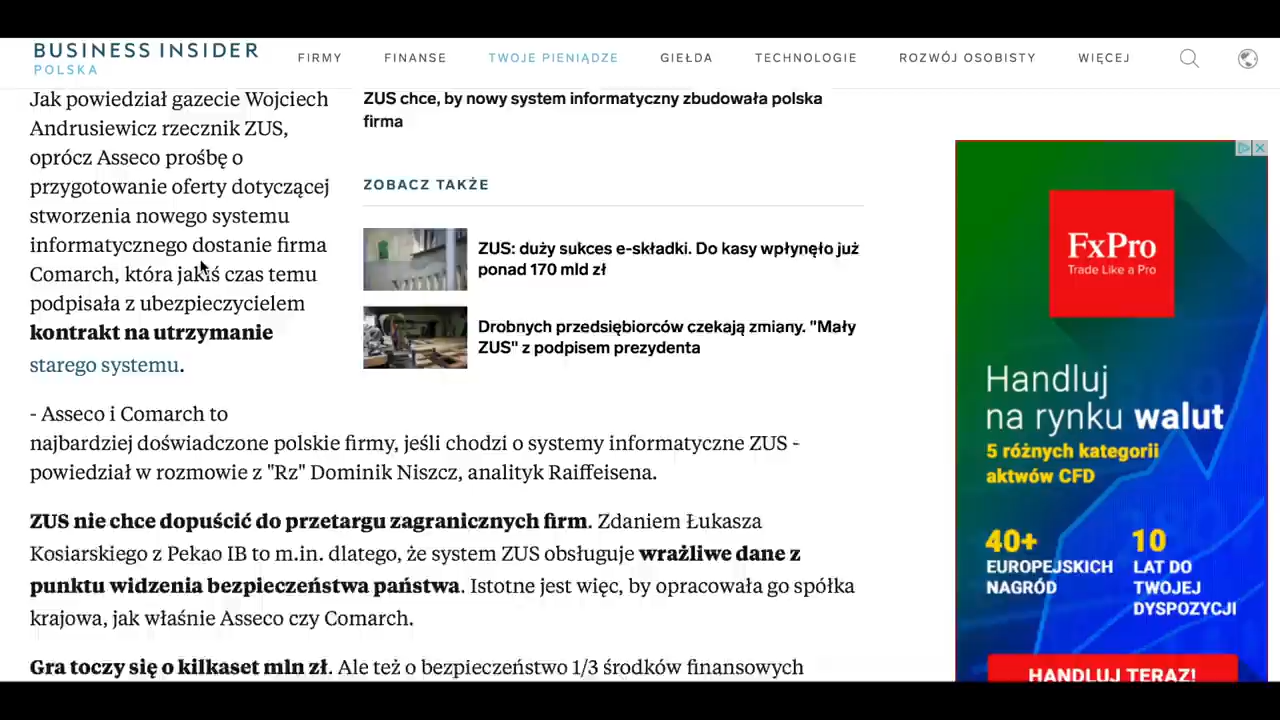 BUSINESS INSIDER
POLSKA
FIRMY
FINANSE
TWOJE PIENIĄDZE
GIEŁDA
TECHNOLOGIE
ROZWÓJ OSOBISTY
WIĘCEJ
Jak powiedział gazecie Wojciech
Andrusiewicz rzecznik ZUS,
oprócz Asseco prośbę o
przygotowanie oferty dotyczącej
stworzenia nowego systemu
informatycznego dostanie firma
Comarch, która jakiś czas temu
podpisała z ubezpieczycielem
kontrakt na utrzymanie
starego systemu.
ZUS chce, by nowy system informatyczny zbudowała polska
firma
ZOBACZ TAKŻE
ZUS: duży sukces e-składki. Do kasy wpłynęło już
ponad 170 mld zł
Drobnych przedsiębiorców czekają zmiany. "Mały
ZUS" z podpisem prezydenta
- Asseco i Comarch to
najbardziej doświadczone polskie firmy, jeśli chodzi o systemy informatyczne ZUS -
powiedział w rozmowie z "Rz" Dominik Niszcz, analityk Raiffeisena.
ZUS nie chce dopuścić do przetargu zagranicznych firm. Zdaniem Łukasza
Kosiarskiego z Pekao IB to m.in. dlatego, że system ZUS obsługuje wrażliwe dane z
punktu widzenia bezpieczeństwa państwa. Istotne jest więc, by opracowała go spółka
krajowa, jak właśnie Asseco czy Comarch.
Gra toczy się o kilkaset mln zł. Ale też o bezpieczeństwo 1/3 środków finansowych
FxPro
Trade Like a Pro
Handluj
na rynku walut
5 różnych kategorii
aktwów CFD
40+
EUROPEJSKICH
NAGRÓD
10
LAT DO
TWOJEJ
DYSPOZYCJI
HANDLUJ TERAZ!